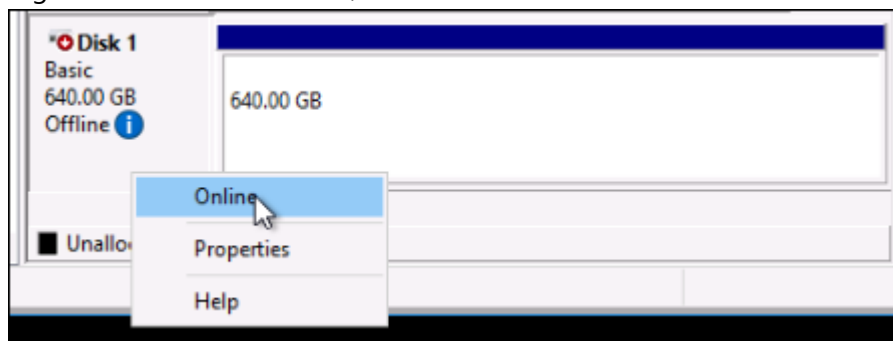 Disk 1
Basic
640.00 GB
640.00 GB
Offline
Online
Properties
Help